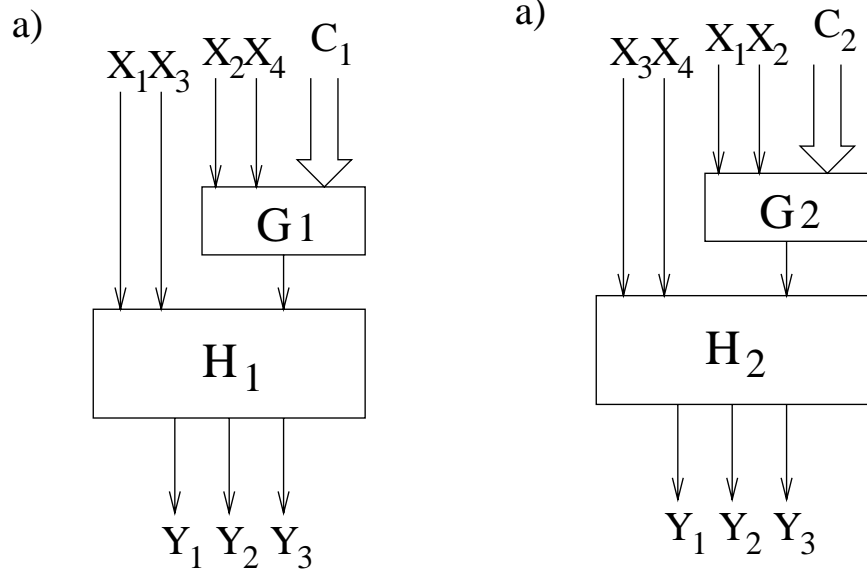 a)
X₁X₃ X₂X₄ C₁
G1
H₁
Y₁ Y₂ Y₃
a)
X₃X₄ X₁X₂ C₂
G2
H₂
Y₁ Y₂ Y₃